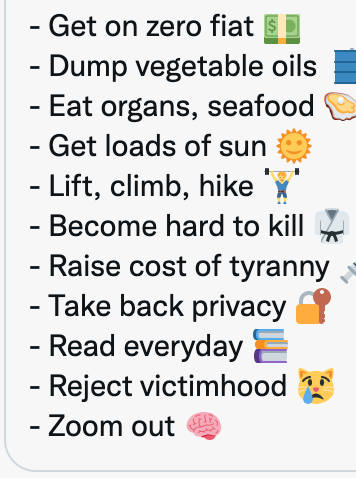 - Get on zero fiat 💵
- Dump vegetable oils 🛢️
- Eat organs, seafood 🦪
- Get loads of sun 🌞
- Lift, climb, hike 🏋️
- Become hard to kill 🥋
- Raise cost of tyranny
- Take back privacy 🔐
- Read everyday 📚
- Reject victimhood 😿
- Zoom out 🧠